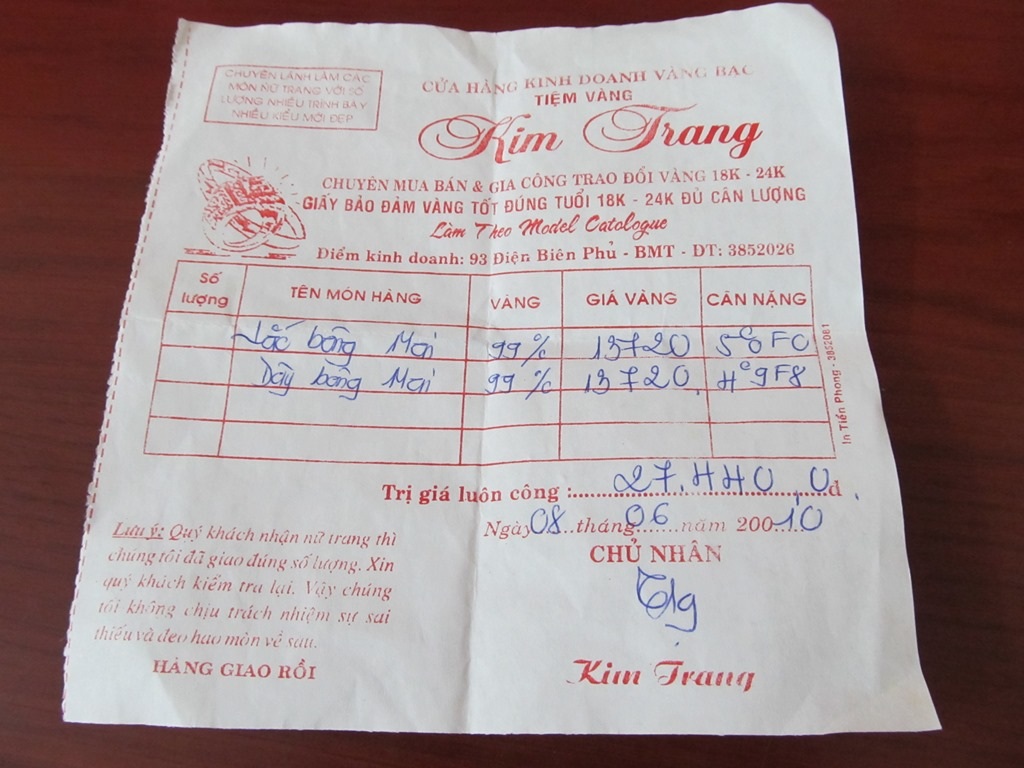 CHUYÊN LÃNH LÀM CÁC
MÓN NỮ TRANG VỚI SỐ
LƯỢNG NHIỀU TRÌNH BÀY
NHIỀU KIỂU MỚI ĐẸP
CỬA HÀNG KINH DOANH VÀNG BẠC
TIỆM VÀNG
Kim Trang
CHUYÊN MUA BÁN & GIA CÔNG TRAO ĐỔI VÀNG 18K - 24K
GIẤY BẢO ĐẢM VÀNG TỐT ĐÚNG TUỔI 18K - 24K ĐỦ CÂN LƯỢNG
Làm Theo Model Catologue
Điểm kinh doanh: 93 Điện Biên Phủ - BMT - ĐT: 3852026
Số lượng TÊN MÓN HÀNG VÀNG GIÁ VÀNG CÂN NẶNG
Lắc bông Mai 99% 13720
Dây bông Mai 99% 13720
In Tiến Phong - 3852081
Trị giá luôn công : 27.440,0đ
Ngày 08 tháng 06 năm 20010
CHỦ NHÂN
Kim Trang
Lưu ý: Quý khách nhận nữ trang thì
chúng tôi đã giao đúng số lượng. Xin
quý khách kiểm tra lại. Vậy chúng
tôi không chịu trách nhiệm sự sai
thiếu và đeo hao mòn về sau.
HÀNG GIAO RỒI